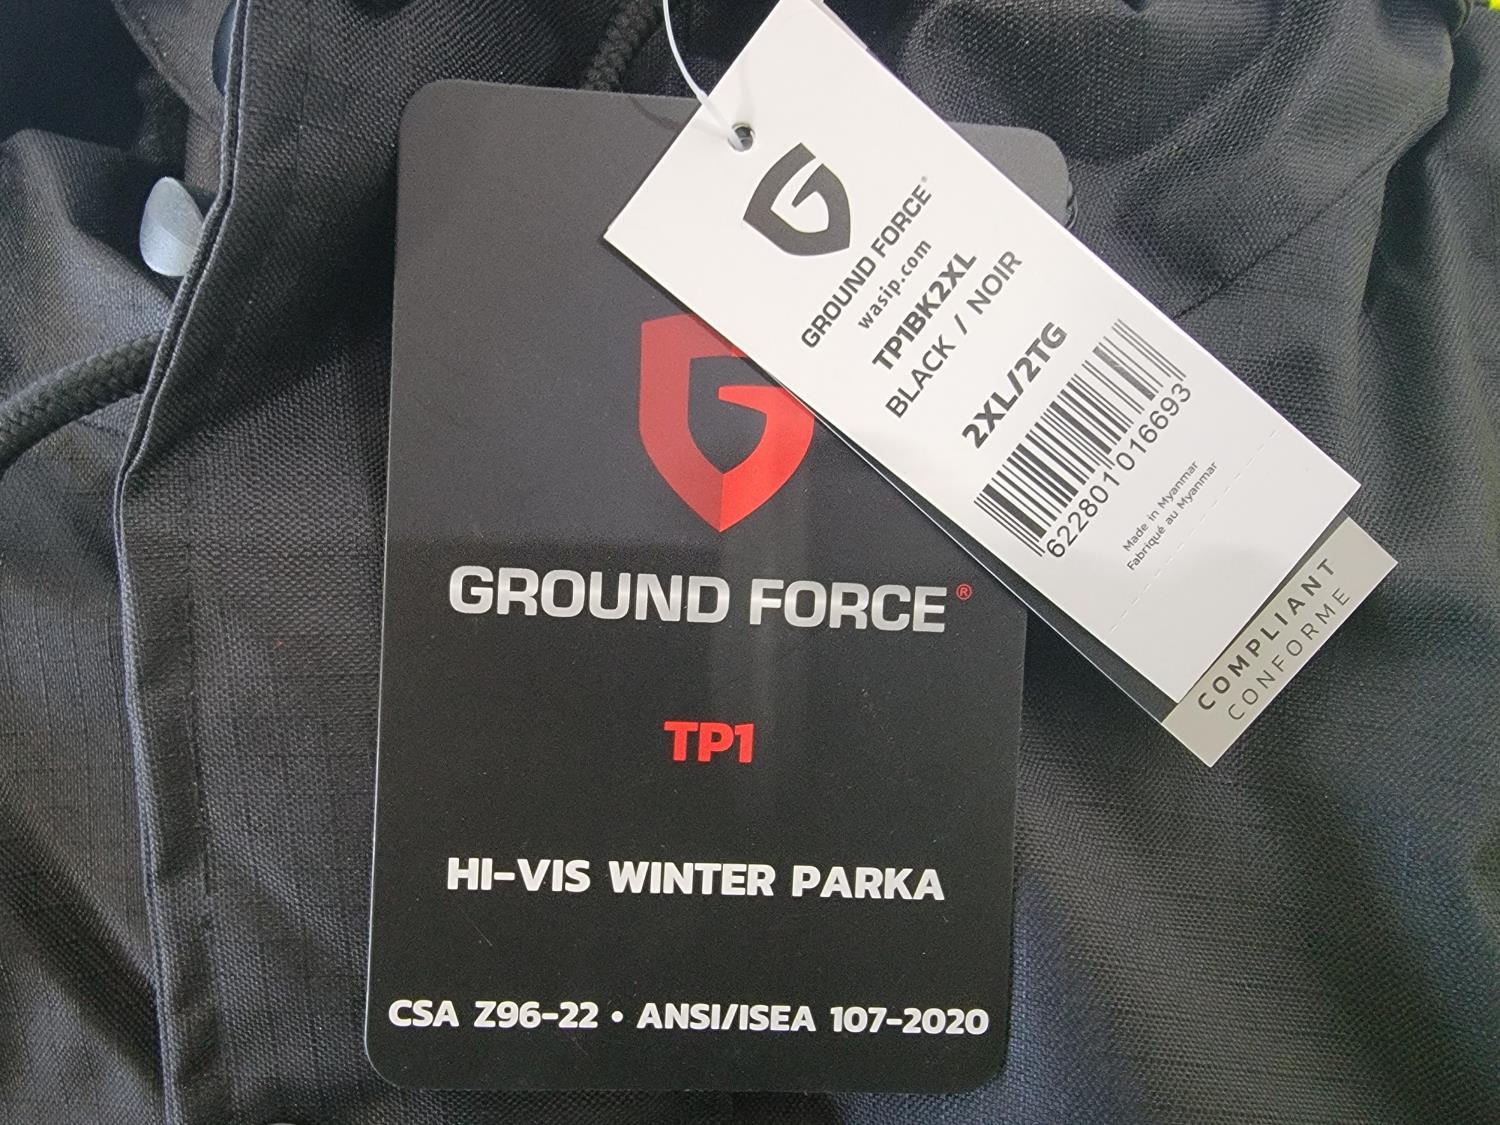 GROUND FORCE®
wasip.com
TP1BK2XL
BLACK / NOIR
2XL/2TG
622801016693
Made in Myanmar
Fabriqué au Myanmar
COMPLIANT
CONFORME
GROUND FORCE®
TP1
HI-VIS WINTER PARKA
CSA Z96-22 • ANSI/ISEA 107-2020